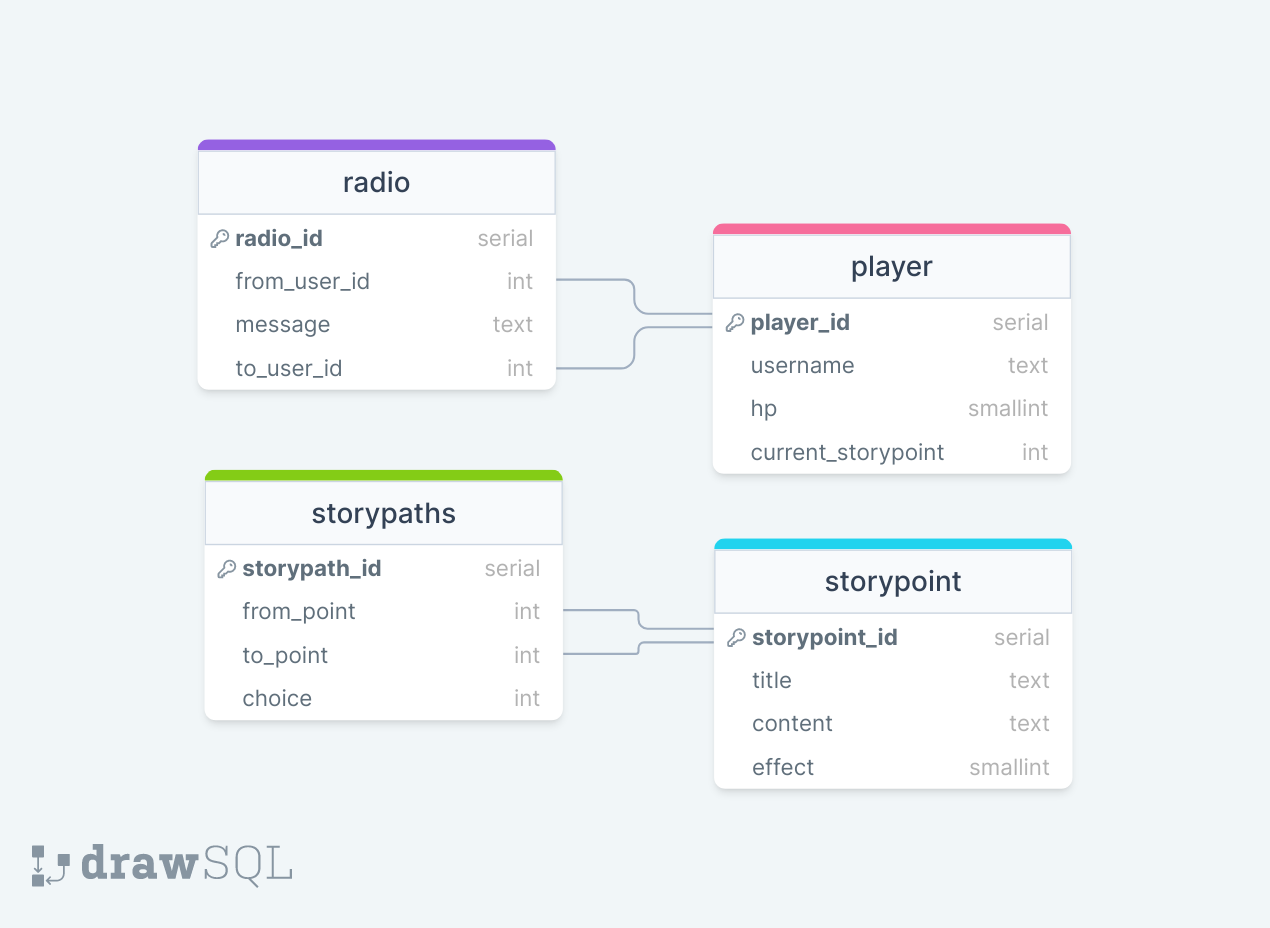 radio
radio_id serial
from_user_id int
message text
to_user_id int
player
player_id serial
username text
hp smallint
current_storypoint int
storypaths
storypath_id serial
from_point int
to_point int
choice int
storypoint
storypoint_id serial
title text
content text
effect smallint
drawSQL